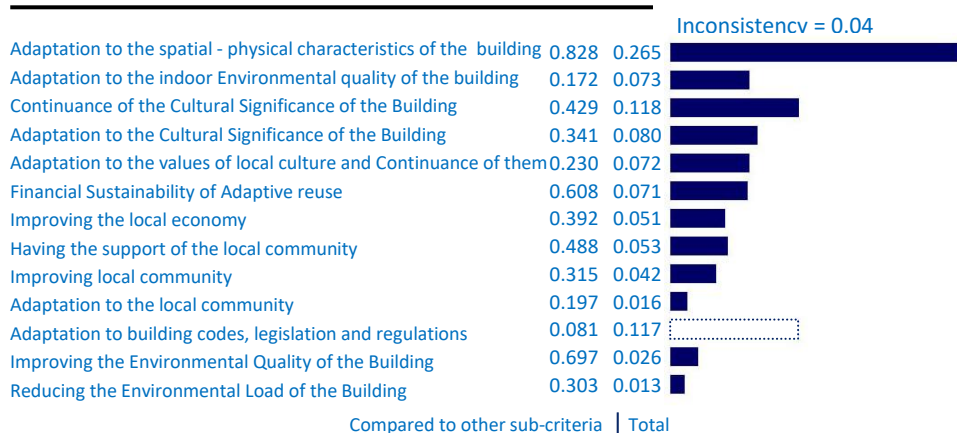 Inconsistency = 0.04
Adaptation to the spatial - physical characteristics of the building 0.828 0.265
Adaptation to the indoor Environmental quality of the building 0.172 0.073
Continuance of the Cultural Significance of the Building 0.429 0.118
Adaptation to the Cultural Significance of the Building 0.341 0.080
Adaptation to the values of local culture and Continuance of them 0.230 0.072
Financial Sustainability of Adaptive reuse 0.608 0.071
Improving the local economy 0.392 0.051
Having the support of the local community 0.488 0.053
Improving local community 0.315 0.042
Adaptation to the local community 0.197 0.016
Adaptation to building codes, legislation and regulations 0.081 0.117
Improving the Environmental Quality of the Building 0.697 0.026
Reducing the Environmental Load of the Building 0.303 0.013
Compared to other sub-criteria | Total